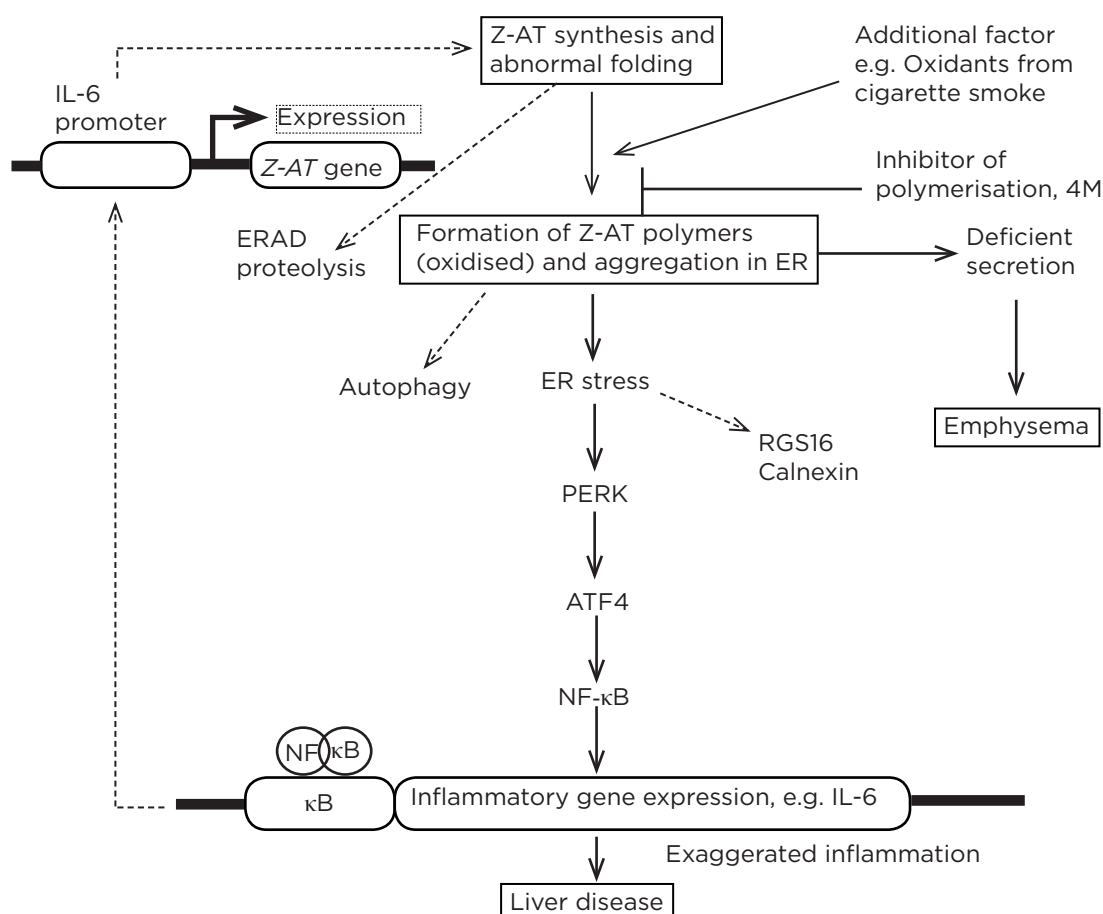 Z-AT synthesis and
abnormal folding
Additional factor
e.g. Oxidants from
cigarette smoke
IL-6
promoter
Expression
Z-AT gene
Inhibitor of
polymerisation, 4M
ERAD
proteolysis
Formation of Z-AT polymers
(oxidised) and aggregation in ER
Deficient
secretion
Autophagy
ER stress
RGS16
Calnexin
Emphysema
PERK
ATF4
NF-κB
NF κB
κB
Inflammatory gene expression, e.g. IL-6
Exaggerated inflammation
Liver disease